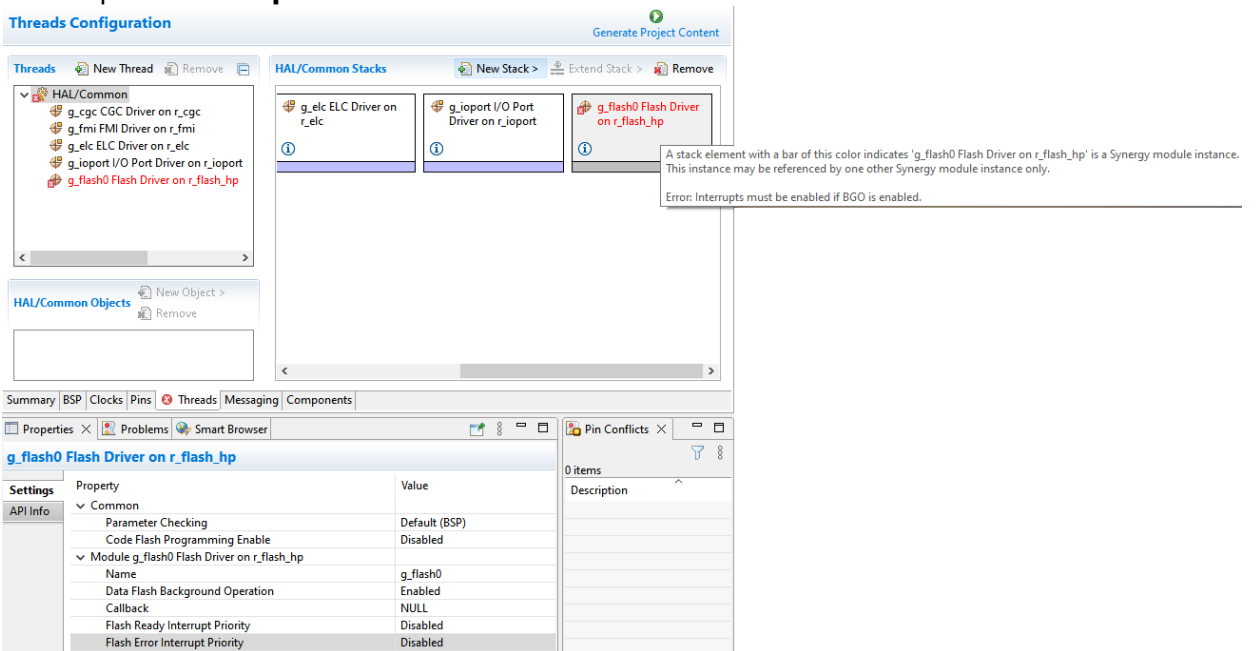 Threads Configuration
Generate Project Content
Threads New Thread Remove
HAL/Common Stacks New Stack > Extend Stack > Remove
HAL/Common
g_cgc CGC Driver on r_cgc
g_fmi FMI Driver on r_fmi
g_elc ELC Driver on r_elc
g_ioport I/O Port Driver on r_ioport
g_flash0 Flash Driver on r_flash_hp
g_elc ELC Driver on
r_elc
g_ioport I/O Port
Driver on r_ioport
g_flash0 Flash Driver
on r_flash_hp
A stack element with a bar of this color indicates 'g_flash0 Flash Driver on r_flash_hp' is a Synergy module instance.
This instance may be referenced by one other Synergy module instance only.
Error: Interrupts must be enabled if BGO is enabled.
HAL/Common Objects New Object >
Remove
Summary BSP Clocks Pins Threads Messaging Components
Properties Problems Smart Browser
Pin Conflicts
g_flash0 Flash Driver on r_flash_hp
0 items
Description
Settings
API Info
Property Value
Common
Parameter Checking Default (BSP)
Code Flash Programming Enable Disabled
Module g_flash0 Flash Driver on r_flash_hp
Name g_flash0
Data Flash Background Operation Enabled
Callback NULL
Flash Ready Interrupt Priority Disabled
Flash Error Interrupt Priority Disabled